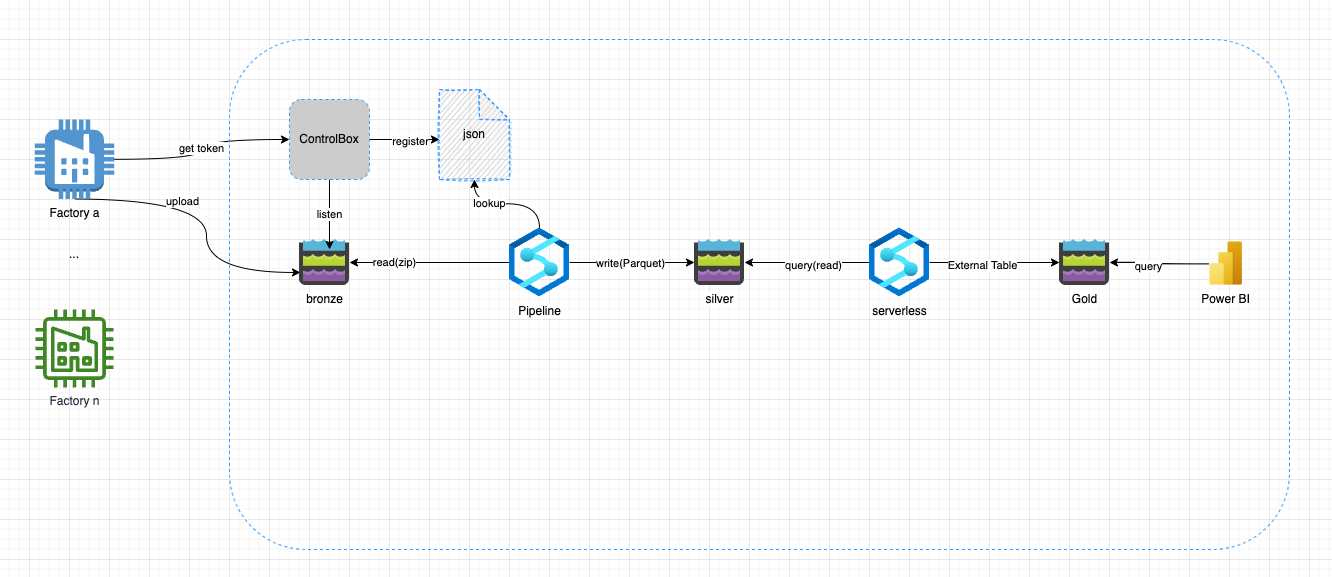 ControlBox
json
register
get token
Factory a
upload
listen
lookup
...
read(zip)
write(Parquet)
query(read)
External Table
query
bronze
Pipeline
silver
serverless
Gold
Power BI
Factory n